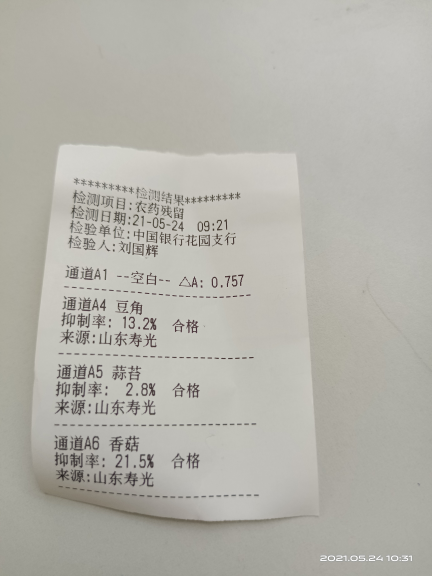 *********检测结果*********
检测项目:农药残留
检测日期:21-05-24 09:21
检验单位:中国银行花园支行
检验人:刘国辉
通道A1 --空白-- △A: 0.757
通道A4 豆角
抑制率: 13.2% 合格
来源:山东寿光
通道A5 蒜苔
抑制率: 2.8% 合格
来源:山东寿光
通道A6 香菇
抑制率: 21.5% 合格
来源:山东寿光
2021.05.24 10:31